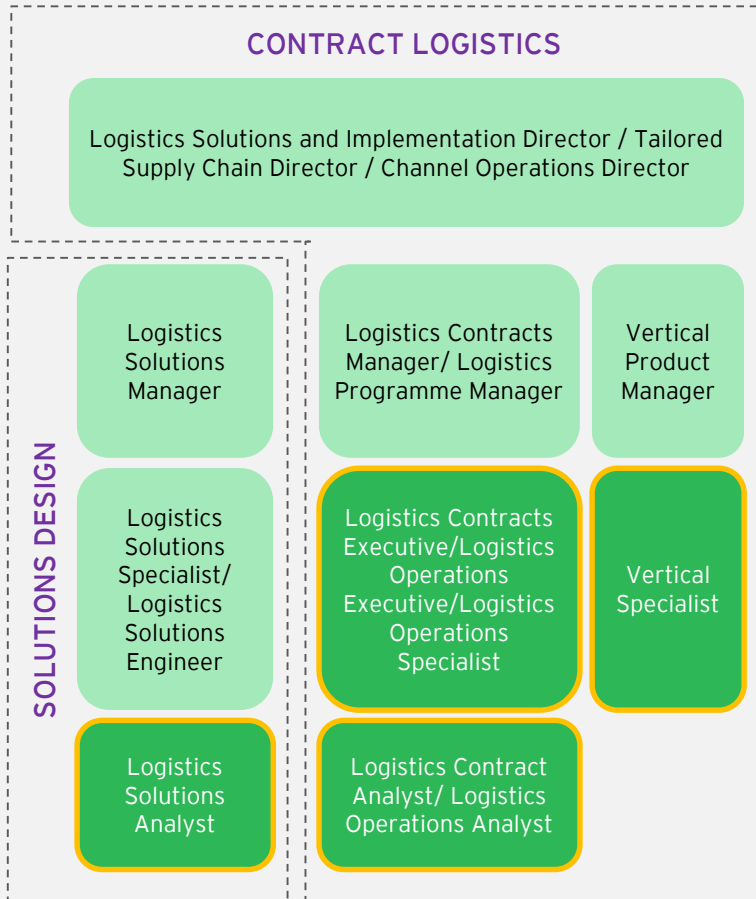 CONTRACT LOGISTICS
Logistics Solutions and Implementation Director / Tailored
Supply Chain Director / Channel Operations Director
SOLUTIONS DESIGN
Logistics
Solutions
Manager
Logistics Contracts
Manager/ Logistics
Programme Manager
Vertical
Product
Manager
Logistics
Solutions
Specialist/
Logistics
Solutions
Engineer
Logistics Contracts
Executive/Logistics
Operations
Executive/Logistics
Operations
Specialist
Vertical
Specialist
Logistics
Solutions
Analyst
Logistics Contract
Analyst/ Logistics
Operations Analyst